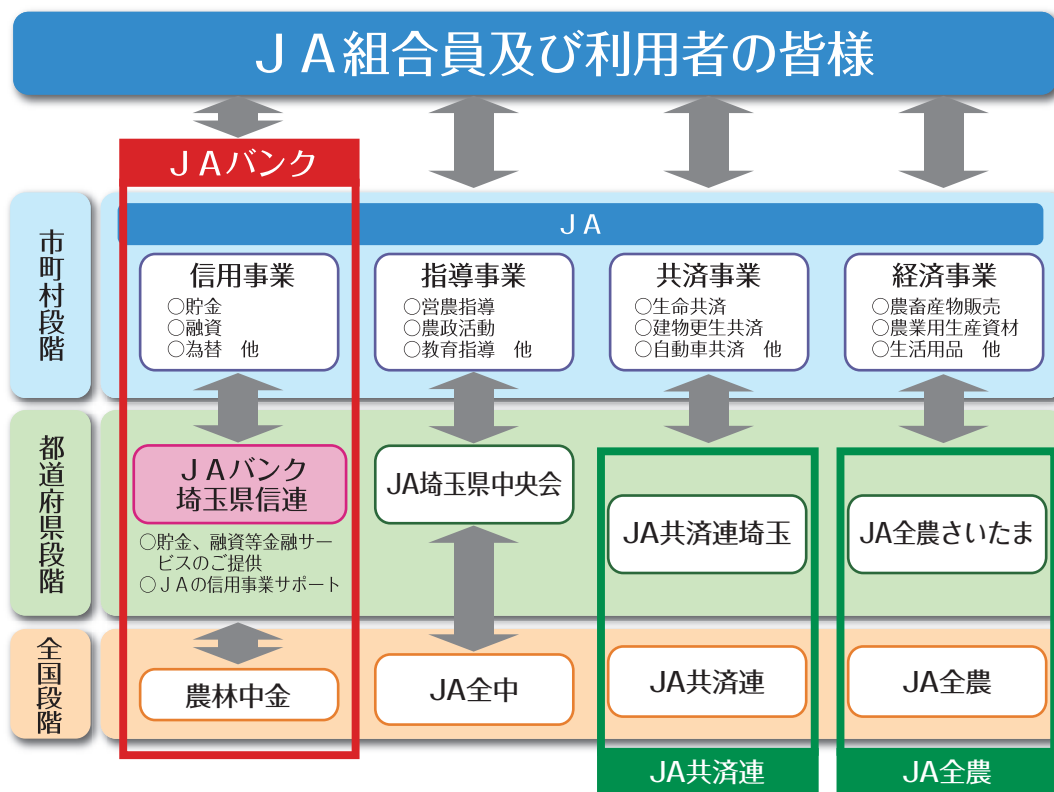 ＪＡ組合員及び利用者の皆様
ＪＡバンク
市町村段階
ＪＡ
信用事業
○貯金
○融資
○為替　他
指導事業
○営農指導
○農政活動
○教育指導　他
共済事業
○生命共済
○建物更生共済
○自動車共済　他
経済事業
○農畜産物販売
○農業用生産資材
○生活用品　他
都道府県段階
ＪＡバンク
埼玉県信連
○貯金、融資等金融サー
ビスのご提供
○ＪＡの信用事業サポート
JA埼玉県中央会
JA共済連埼玉
JA全農さいたま
全国段階
農林中金
JA全中
JA共済連
JA全農
JA共済連
JA全農